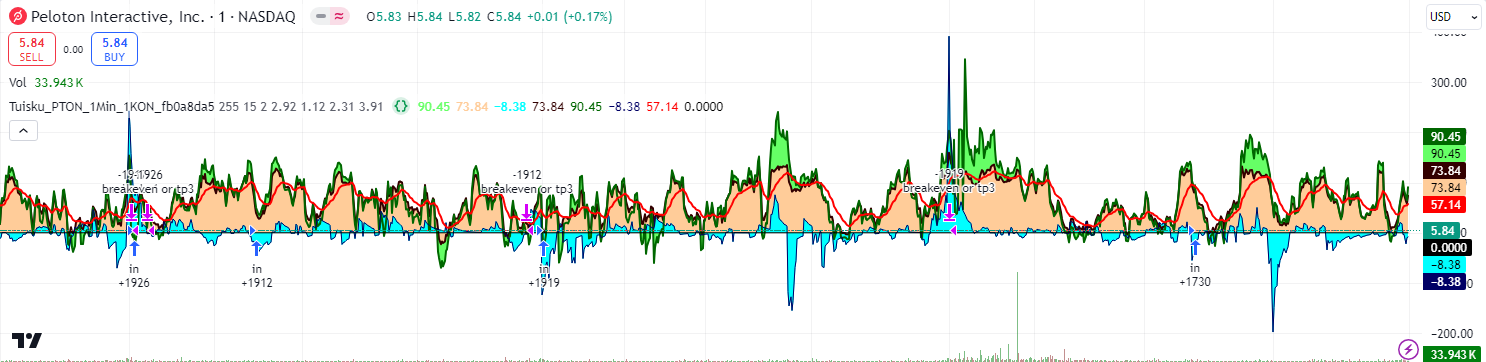 Peloton Interactive, Inc. · 1 · NASDAQ O5.83 H5.84 L5.82 C5.84 +0.01 (+0.17%)
USD
5.84
SELL
0.00
5.84
BUY
Vol 33.943 K
300.00
Tuisku_PTON_1Min_1KON_fb0a8da5 255 15 2 2.92 1.12 2.31 3.91 {} 90.45 73.84 −8.38 73.84 90.45 −8.38 57.14 0.0000
90.45
90.45
-1926
-1912
-1919
73.84
breakeven or tp3
breakeven or tp3
breakeven or tp3
73.84
57.14
5.84
0.0000
in
in
in
in
−8.38
+1926
+1912
+1919
+1730
−8.38
−200.00
33.943 K